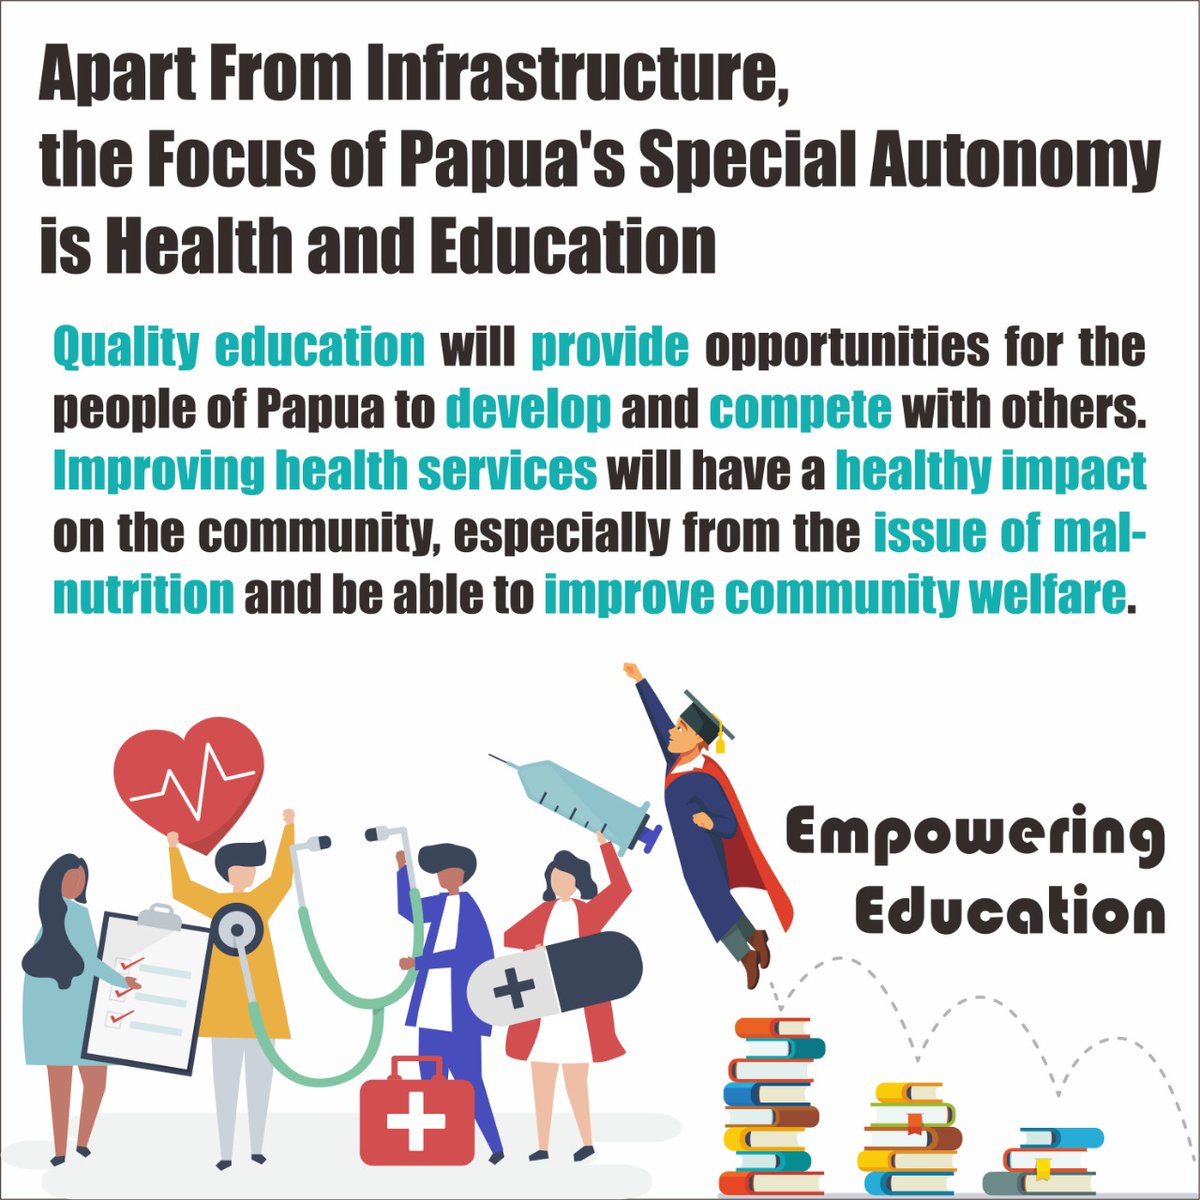 Apart From Infrastructure,
the Focus of Papua's Special Autonomy
is Health and Education
Quality education will provide opportunities for the
people of Papua to develop and compete with others.
Improving health services will have a healthy impact
on the community, especially from the issue of mal-
nutrition and be able to improve community welfare.
Empowering
Education